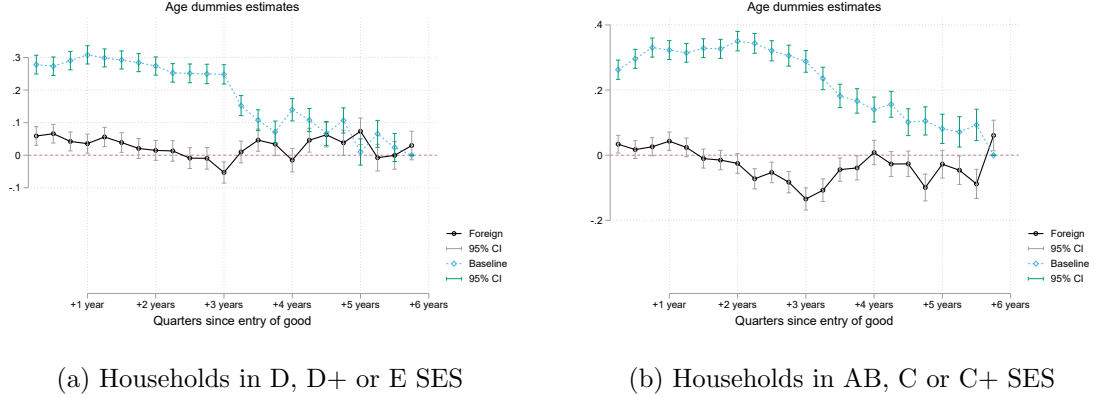 Age dummies estimates
.3
.2
.1
0
-.1
+1 year +2 years +3 years +4 years +5 years +6 years
Quarters since entry of good
Foreign
95% CI
Baseline
95% CI
(a) Households in D, D+ or E SES
Age dummies estimates
.4
.2
0
-.2
+1 year +2 years +3 years +4 years +5 years +6 years
Quarters since entry of good
Foreign
95% CI
Baseline
95% CI
(b) Households in AB, C or C+ SES